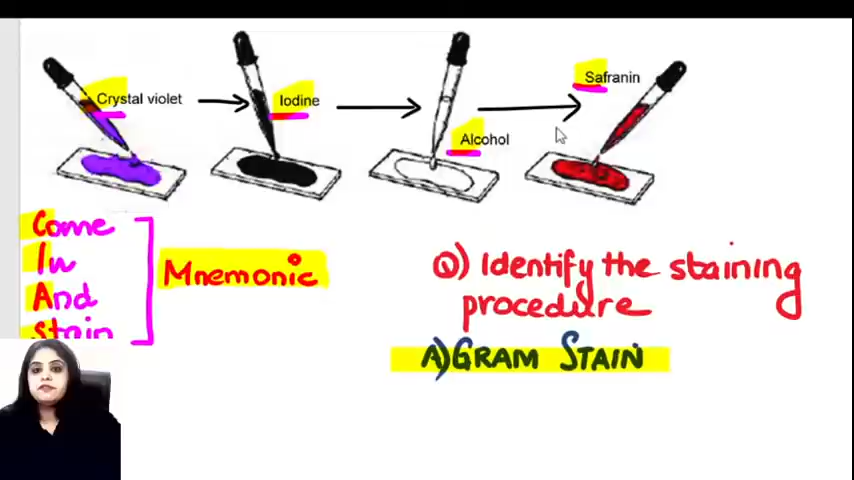 Safranin
Crystal violet
Iodine
Alcohol
Come
In
And
Stain
Mnemonic
Q) Identify the staining
procedure
A) GRAM STAIN